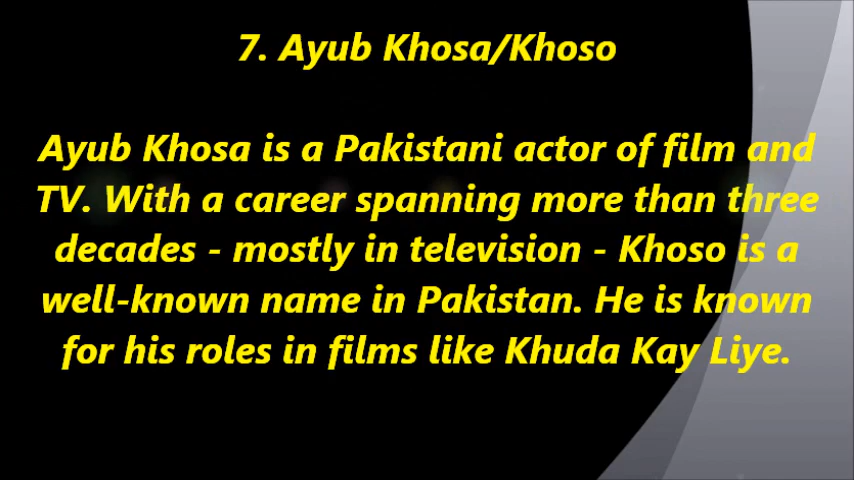 7. Ayub Khosa/Khoso
Ayub Khosa is a Pakistani actor of film and
TV. With a career spanning more than three
decades - mostly in television - Khoso is a
well-known name in Pakistan. He is known
for his roles in films like Khuda Kay Liye.